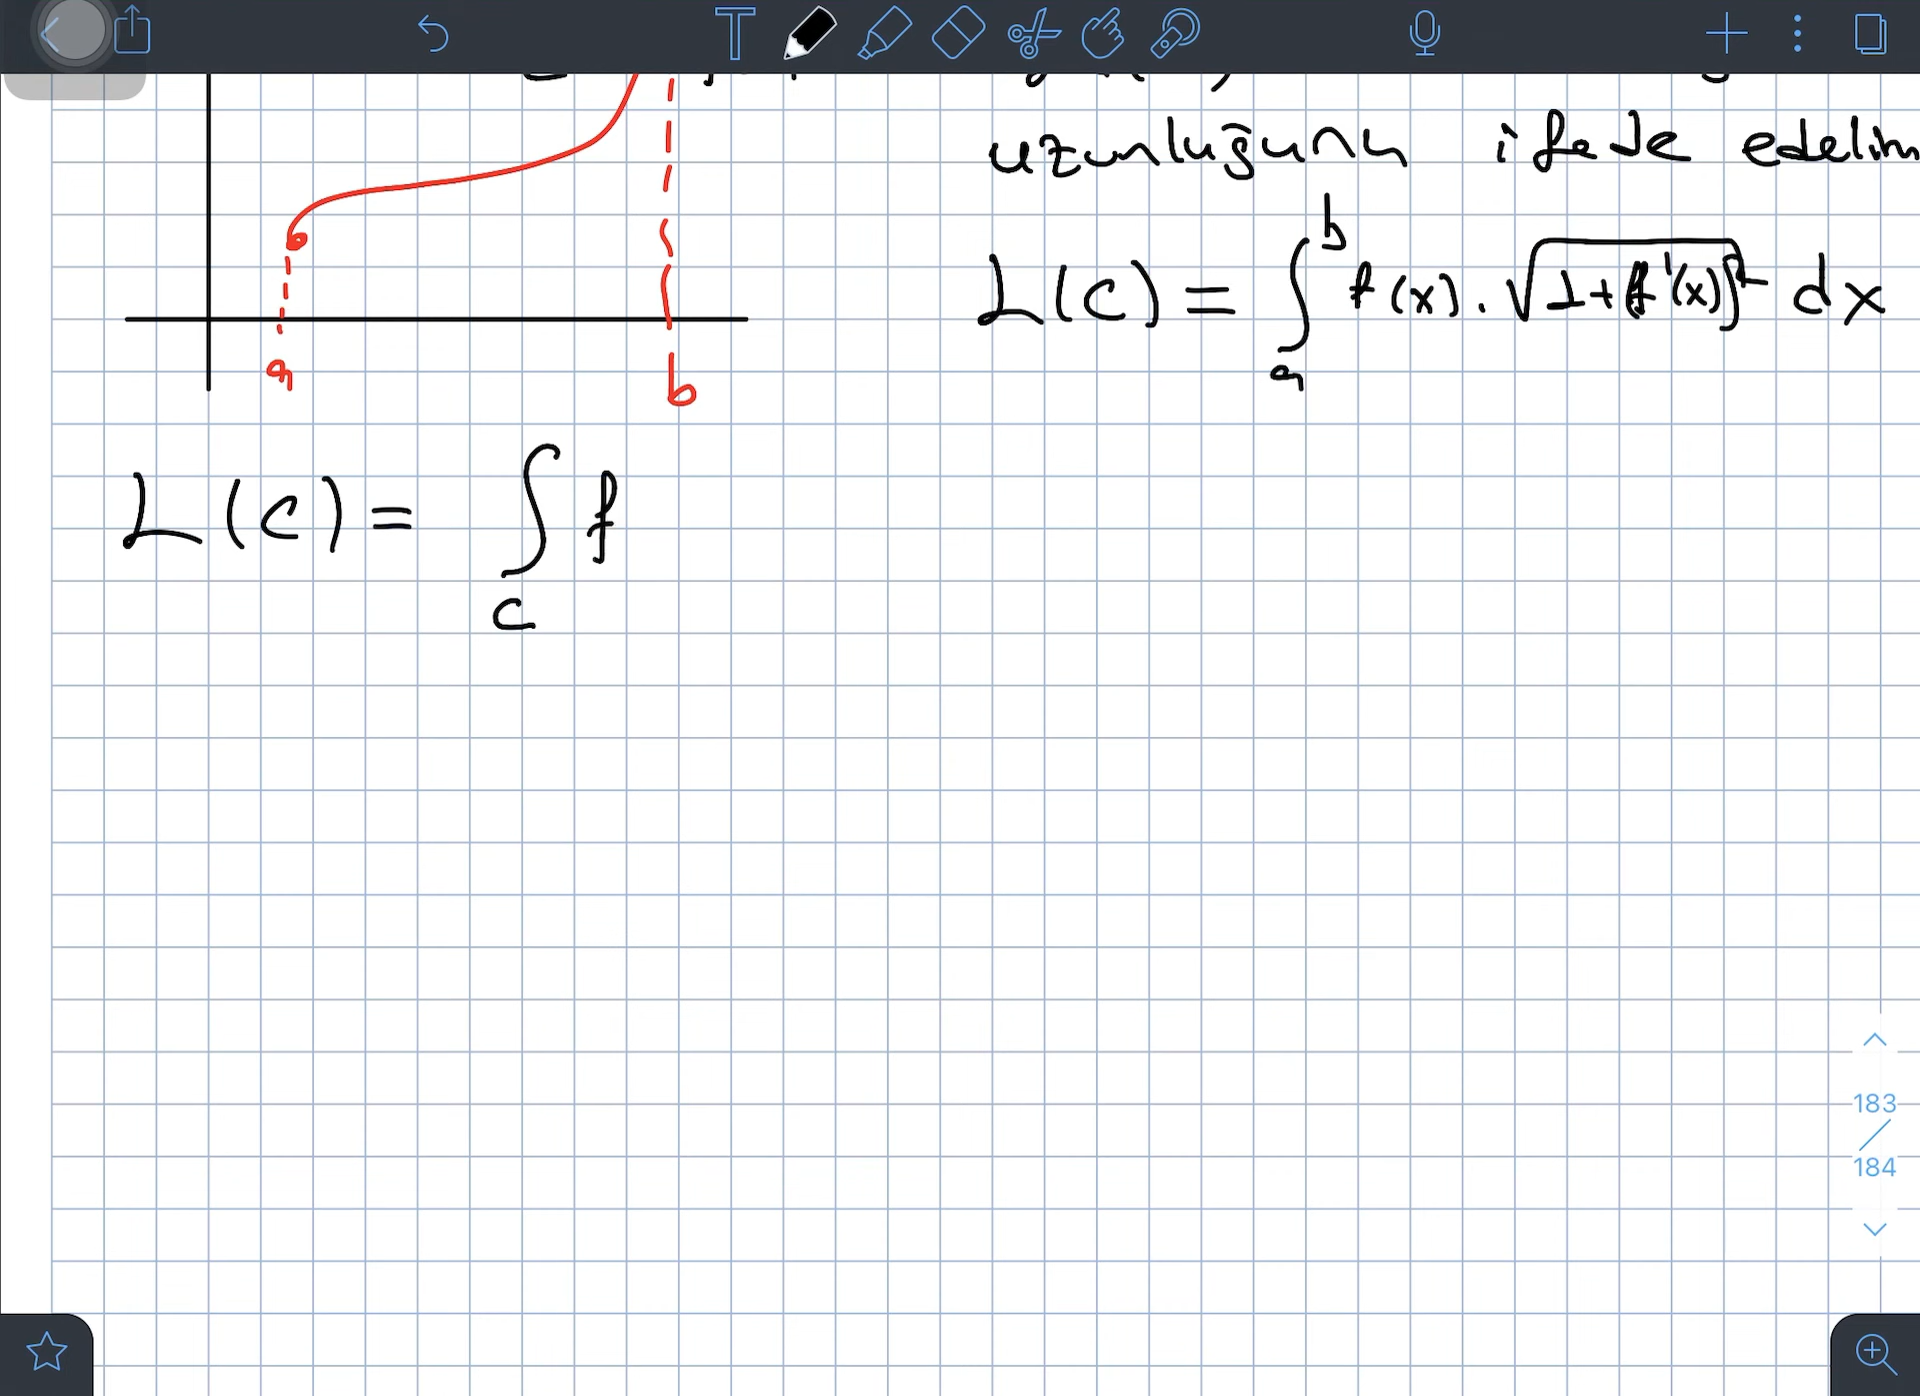 uzunluğunu ifade edelim
L(c) = ∫_a^b f(x) . √(1+(f'(x))²) dx
a b
L(c) = ∫_C f
183
184